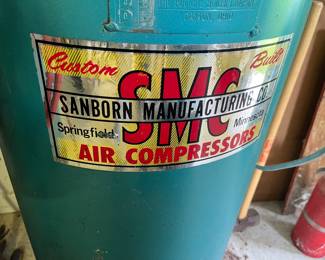 Custom Built
SMC
SANBORN MANUFACTURING CO.
Springfield Minnesota
AIR COMPRESSORS